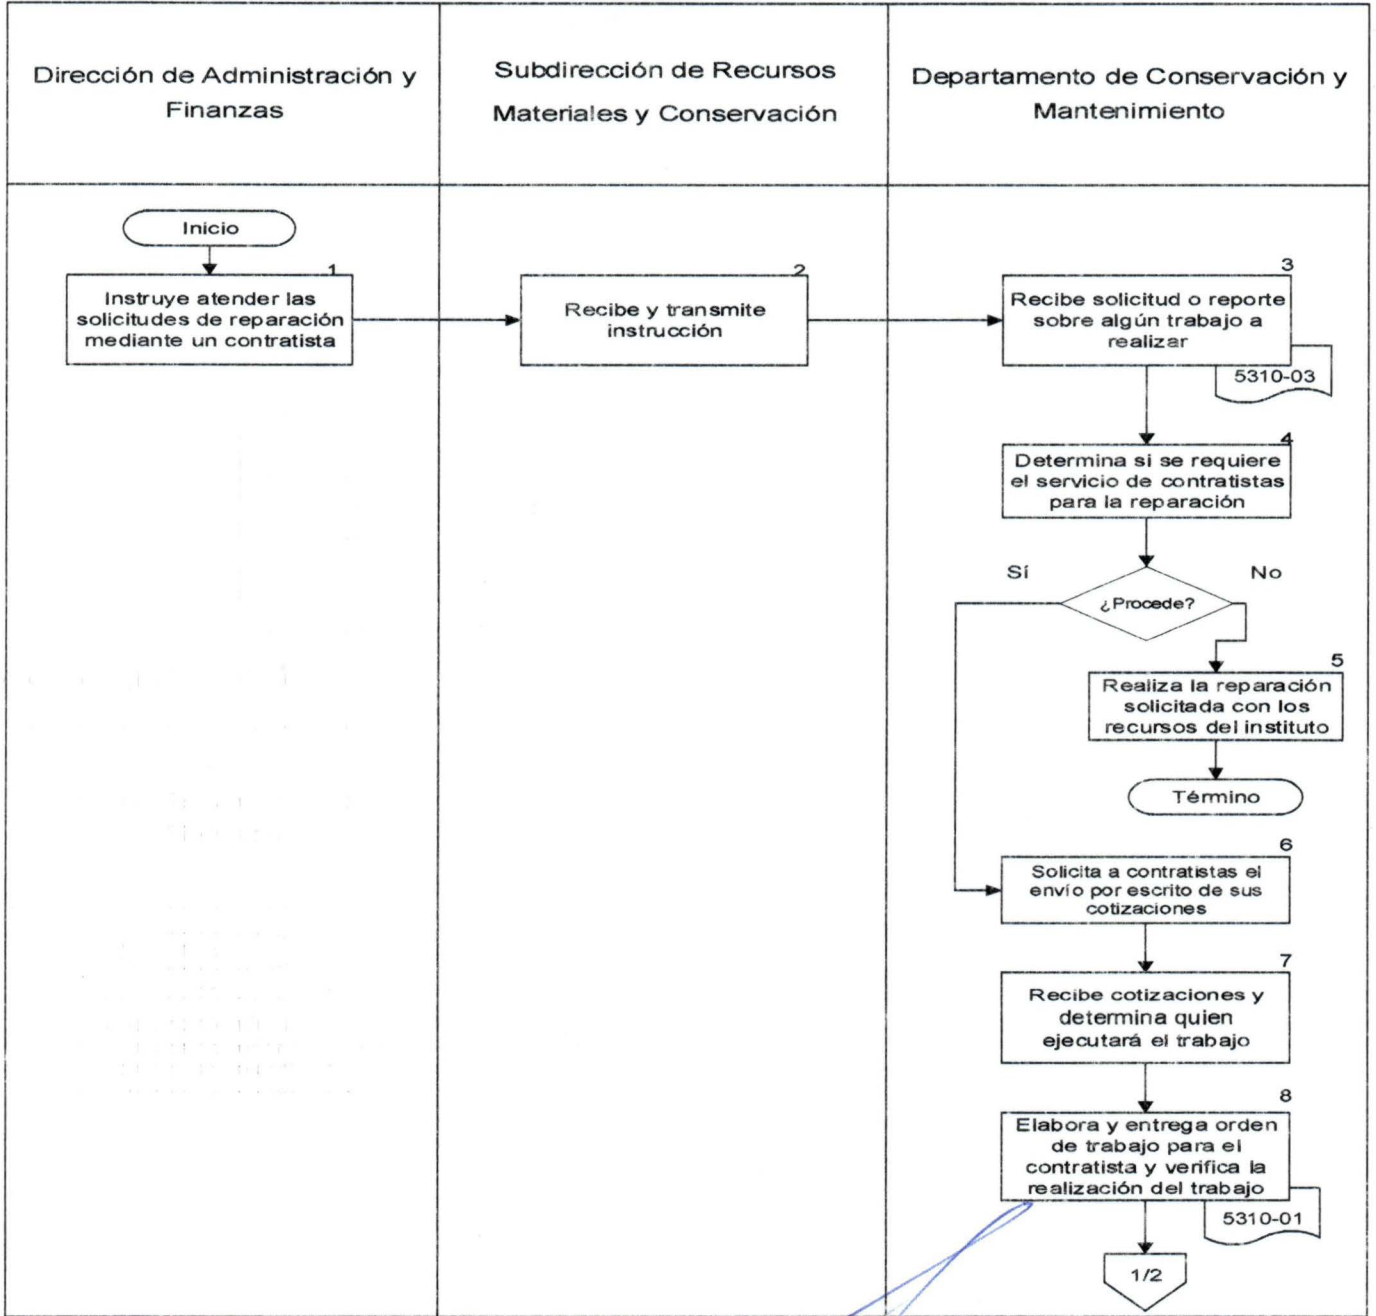 Dirección de Administración y
Finanzas
Subdirección de Recursos
Materiales y Conservación
Departamento de Conservación y
Mantenimiento
Inicio
1
Instruye atender las
solicitudes de reparación
mediante un contratista
2
Recibe y transmite
instrucción
3
Recibe solicitud o reporte
sobre algún trabajo a
realizar
5310-03
4
Determina si se requiere
el servicio de contratistas
para la reparación
Sí
No
¿Procede?
5
Realiza la reparación
solicitada con los
recursos del instituto
Término
6
Solicita a contratistas el
envío por escrito de sus
cotizaciones
7
Recibe cotizaciones y
determina quien
ejecutará el trabajo
8
Elabora y entrega orden
de trabajo para el
contratista y verifica la
realización del trabajo
5310-01
1/2